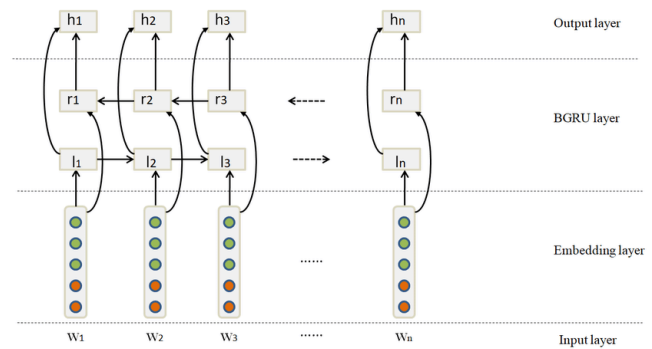 h1 h2 h3 hn Output layer
r1 r2 r3 rn
BGRU layer
l1 l2 l3 ln
Embedding layer
......
W1 W2 W3 ...... Wn Input layer